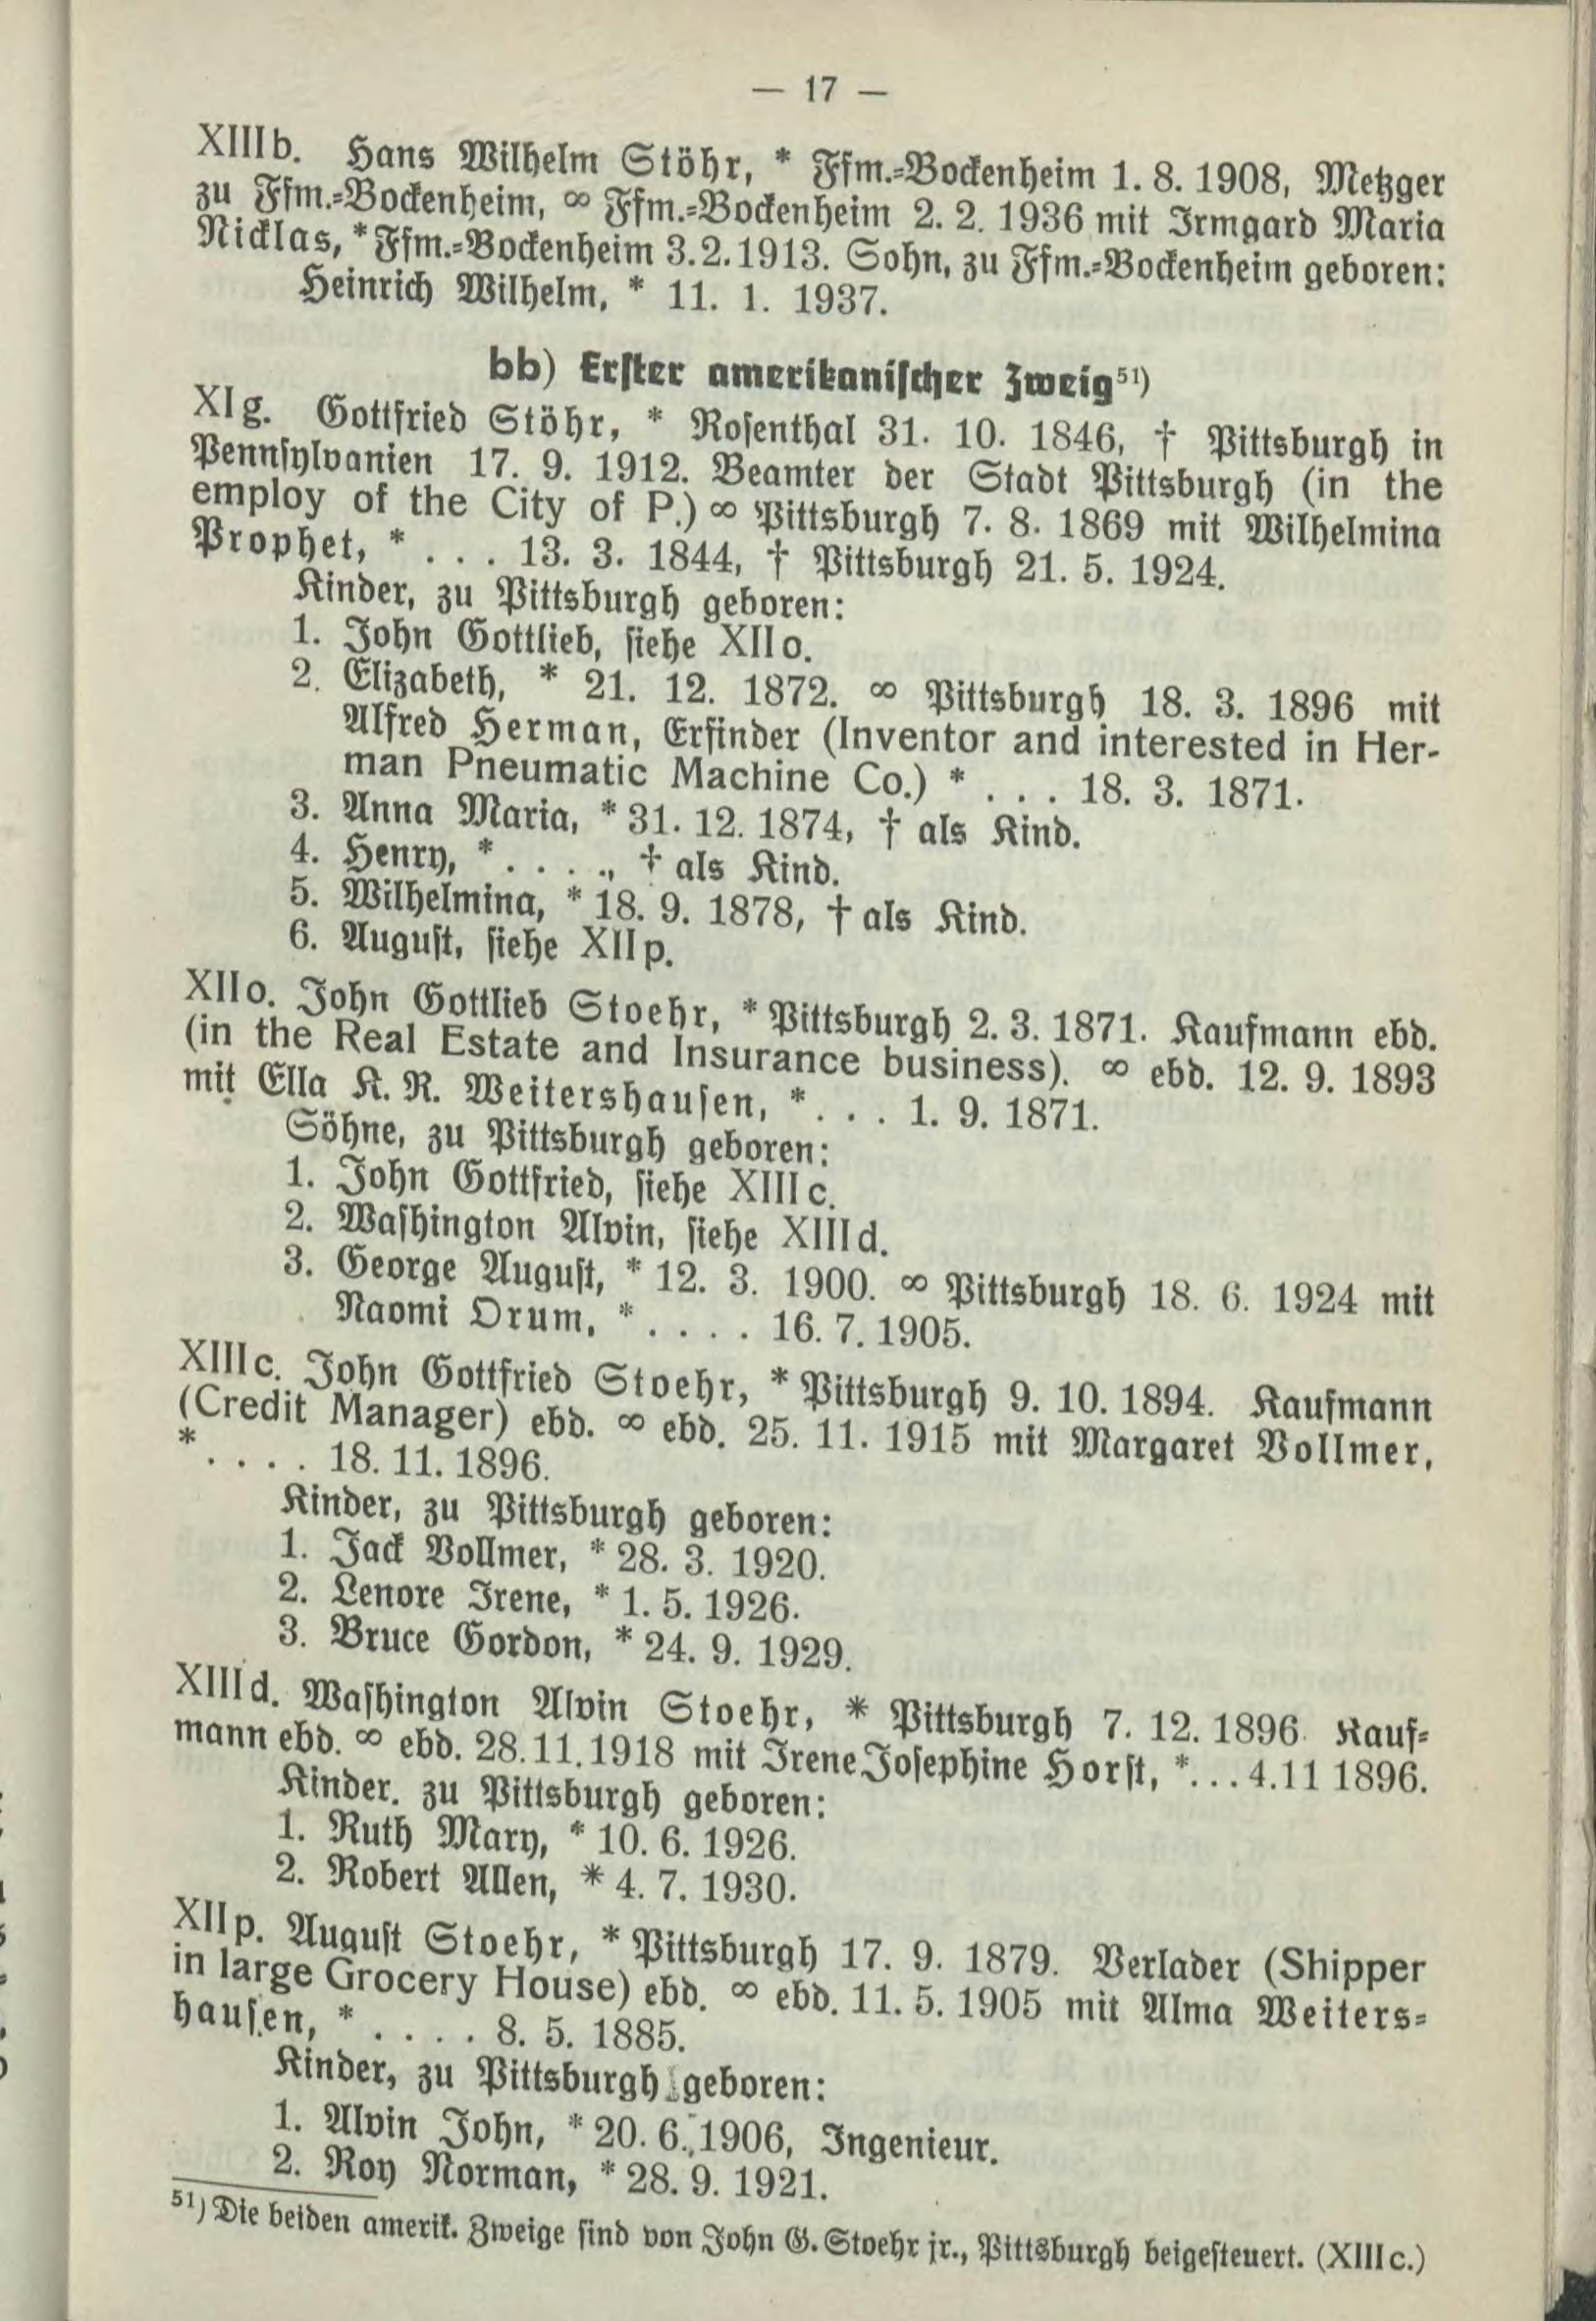 — 17 —
XIII b. Hans Wilhelm Stöhr, * Ffm.=Bockenheim 1. 8. 1908, Metzger
zu Ffm.=Bockenheim, ∞ Ffm.=Bockenheim 2. 2. 1936 mit Irmgard Maria
Nicklas, * Ffm.=Bockenheim 3. 2. 1913. Sohn, zu Ffm.=Bockenheim geboren:
Heinrich Wilhelm, * 11. 1. 1937.
bb) Erster amerikanischer Zweig⁵¹)
XI g. Gottfried Stöhr, * Rosenthal 31. 10. 1846, † Pittsburgh in
Pennsylvanien 17. 9. 1912. Beamter der Stadt Pittsburgh (in the
employ of the City of P.) ∞ Pittsburgh 7. 8. 1869 mit Wilhelmina
Prophet, * . . . 13. 3. 1844, † Pittsburgh 21. 5. 1924.
Kinder, zu Pittsburgh geboren:
1. John Gottlieb, siehe XII o.
2. Elizabeth, * 21. 12. 1872. ∞ Pittsburgh 18. 3. 1896 mit
Alfred Herman, Erfinder (Inventor and interested in Her-
man Pneumatic Machine Co.) * . . . 18. 3. 1871.
3. Anna Maria, * 31. 12. 1874, † als Kind.
4. Henry, * . . . ., † als Kind.
5. Wilhelmina, * 18. 9. 1878, † als Kind.
6. August, siehe XII p.
XII o. John Gottlieb Stoehr, * Pittsburgh 2. 3. 1871. Kaufmann ebd.
(in the Real Estate and Insurance business). ∞ ebd. 12. 9. 1893
mit Ella K. R. Weitershausen, * . . . 1. 9. 1871.
Söhne, zu Pittsburgh geboren:
1. John Gottfried, siehe XIII c.
2. Washington Alvin, siehe XIII d.
3. George August, * 12. 3. 1900. ∞ Pittsburgh 18. 6. 1924 mit
Naomi Drum, * . . . . 16. 7. 1905.
XIII c. John Gottfried Stoehr, * Pittsburgh 9. 10. 1894. Kaufmann
(Credit Manager) ebd. ∞ ebd. 25. 11. 1915 mit Margaret Vollmer,
* . . . . 18. 11. 1896.
Kinder, zu Pittsburgh geboren:
1. Jack Vollmer, * 28. 3. 1920.
2. Lenore Irene, * 1. 5. 1926.
3. Bruce Gordon, * 24. 9. 1929.
XIII d. Washington Alvin Stoehr, * Pittsburgh 7. 12. 1896. Kauf=
mann ebd. ∞ ebd. 28. 11. 1918 mit Irene Josephine Horst, * . . . 4. 11 1896.
Kinder. zu Pittsburgh geboren:
1. Ruth Mary, * 10. 6. 1926.
2. Robert Allen, * 4. 7. 1930.
XII p. August Stoehr, * Pittsburgh 17. 9. 1879. Verlader (Shipper
in large Grocery House) ebd. ∞ ebd. 11. 5. 1905 mit Alma Weiters=
hausen, * . . . . 8. 5. 1885.
Kinder, zu Pittsburgh geboren:
1. Alvin John, * 20. 6. 1906, Ingenieur.
2. Roy Norman, * 28. 9. 1921.
⁵¹) Die beiden amerik. Zweige sind von John G. Stoehr jr., Pittsburgh beigesteuert. (XIII c.)